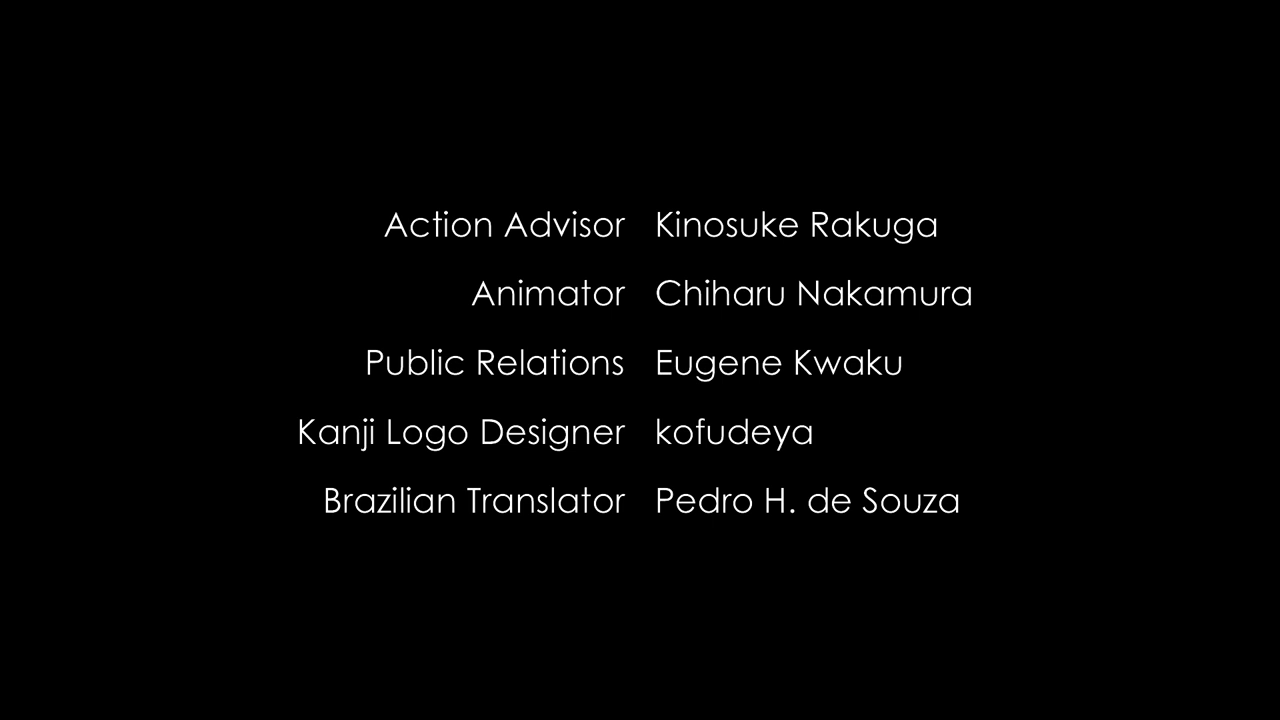 Action Advisor Kinosuke Rakuga
Animator Chiharu Nakamura
Public Relations Eugene Kwaku
Kanji Logo Designer kofudeya
Brazilian Translator Pedro H. de Souza